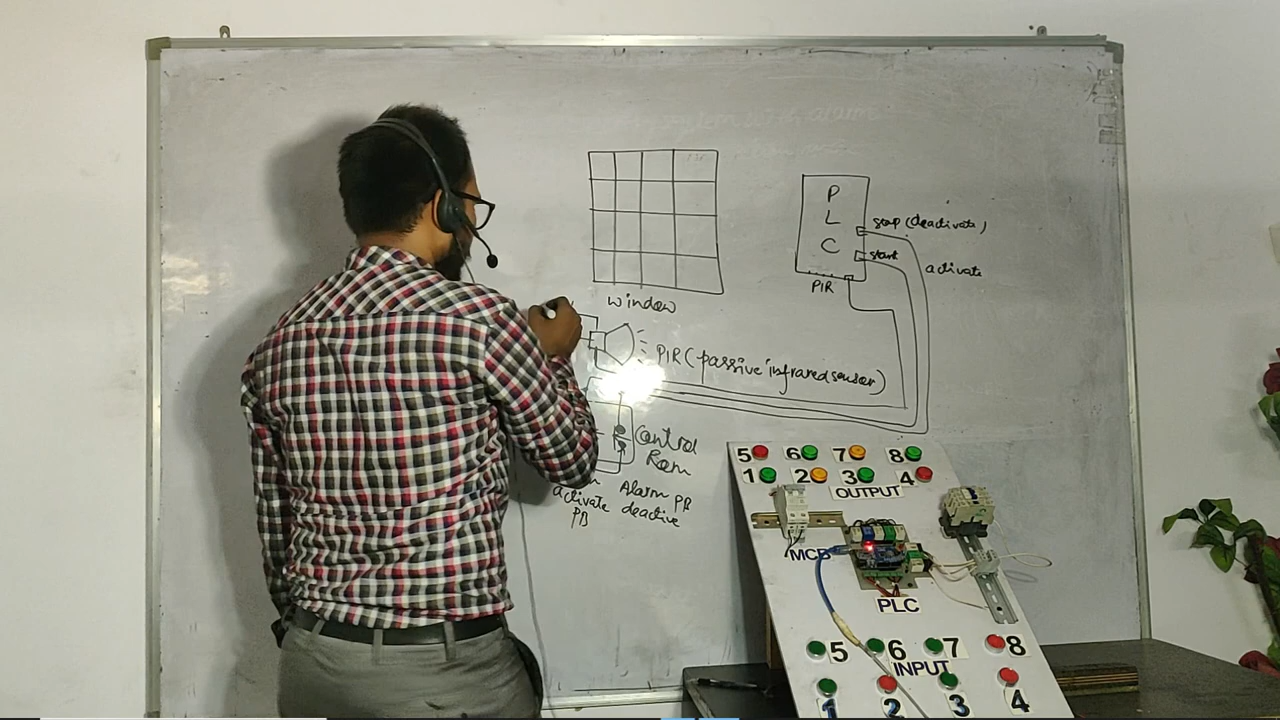 window
P
L
C
stop (deactivate)
start
activate
PIR
PIR (passive infrared sensor)
Control
Room
activate
PB
Alarm PB
deactive
5 6 7 8
1 2 3 4
OUTPUT
MCB
PLC
5 6 7 8
INPUT
1 2 3 4